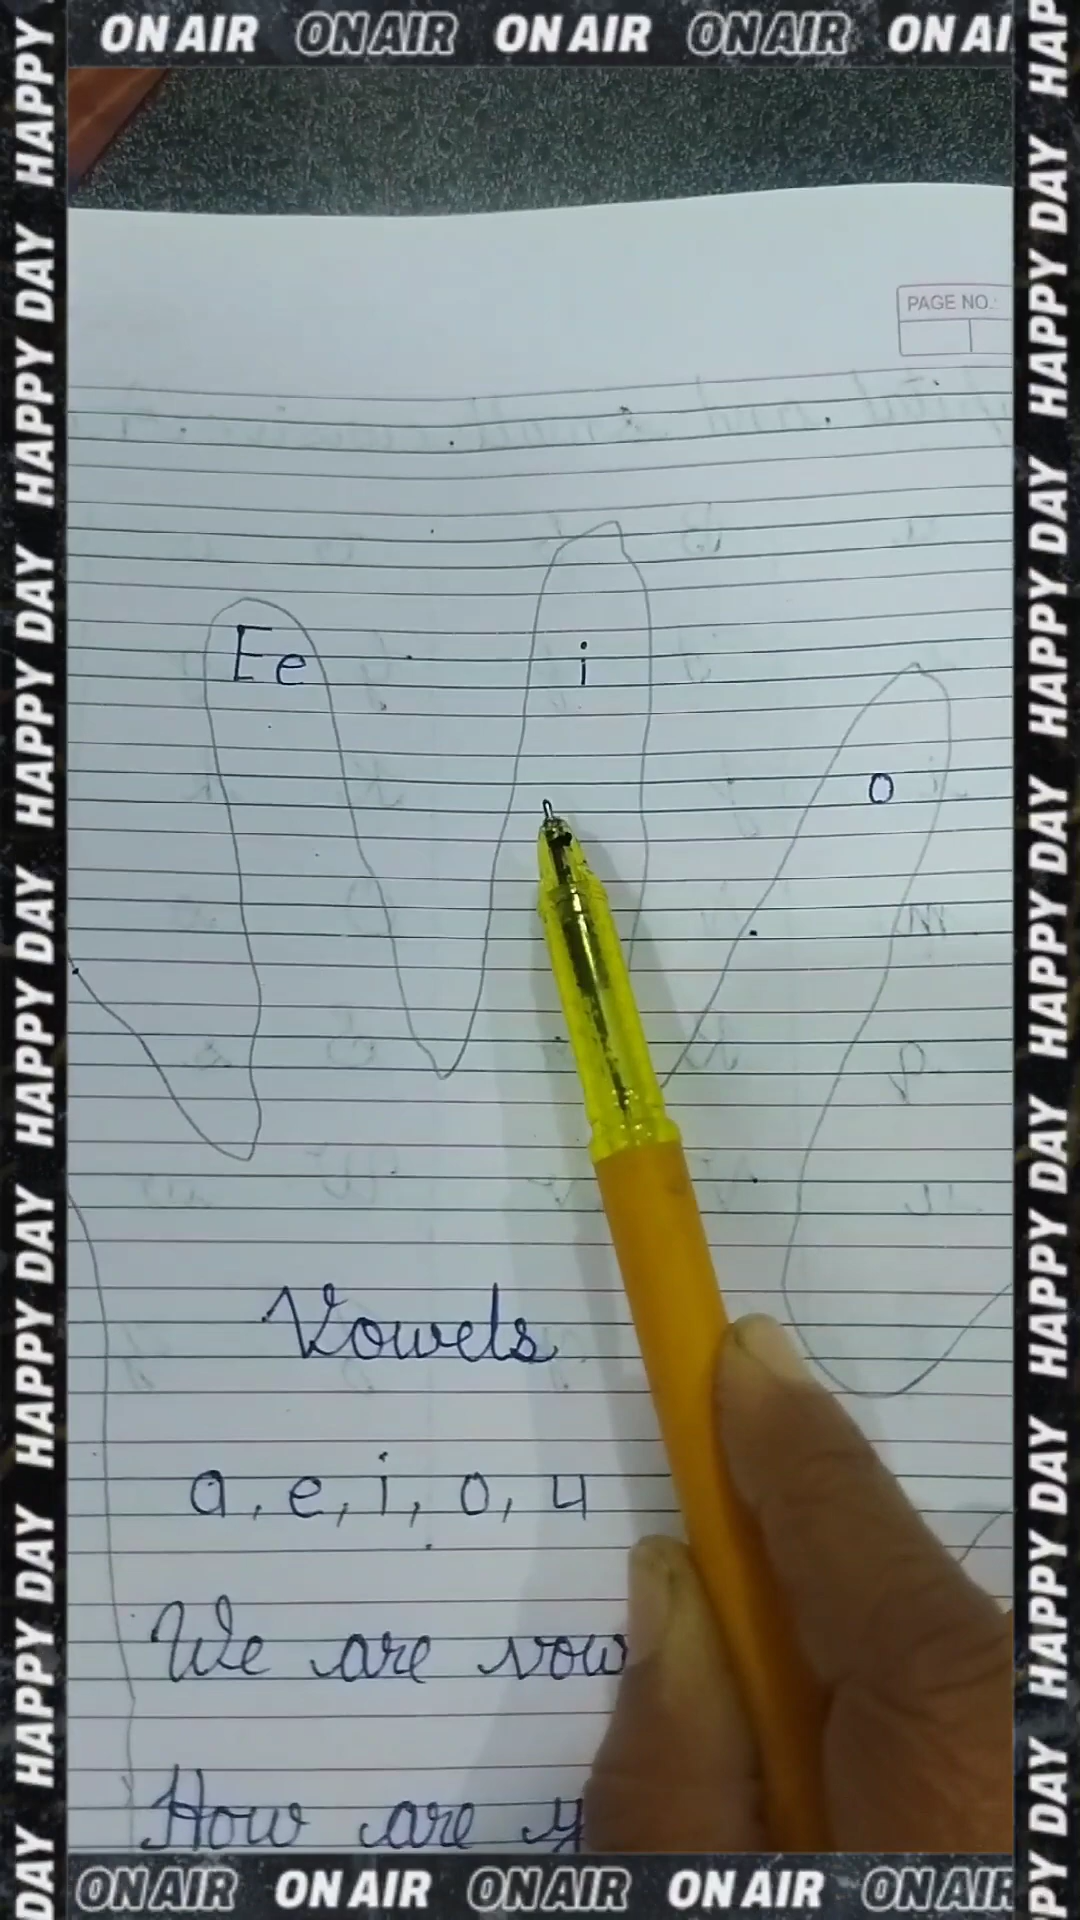 ON AIR ON AIR ON AIR ON AIR ON AI
HAPPY DAY HAPPY DAY HAPPY DAY HAPPY DAY HAPPY DAY HAPPY
HAPPY DAY HAPPY DAY HAPPY DAY HAPPY DAY HAPPY DAY
PAGE NO.:
Ee i
o
Vowels
a, e, i, o, u
We are vow
How are y
ON AIR ON AIR ON AIR ON AIR ON AIR